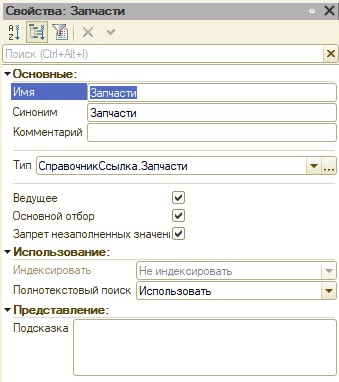 Свойства: Запчасти
Поиск (Ctrl+Alt+I)
Основные:
Имя Запчасти
Синоним Запчасти
Комментарий
Тип СправочникСсылка.Запчасти ...
Ведущее
Основной отбор
Запрет незаполненных значени
Использование:
Индексировать Не индексировать
Полнотекстовый поиск Использовать
Представление:
Подсказка